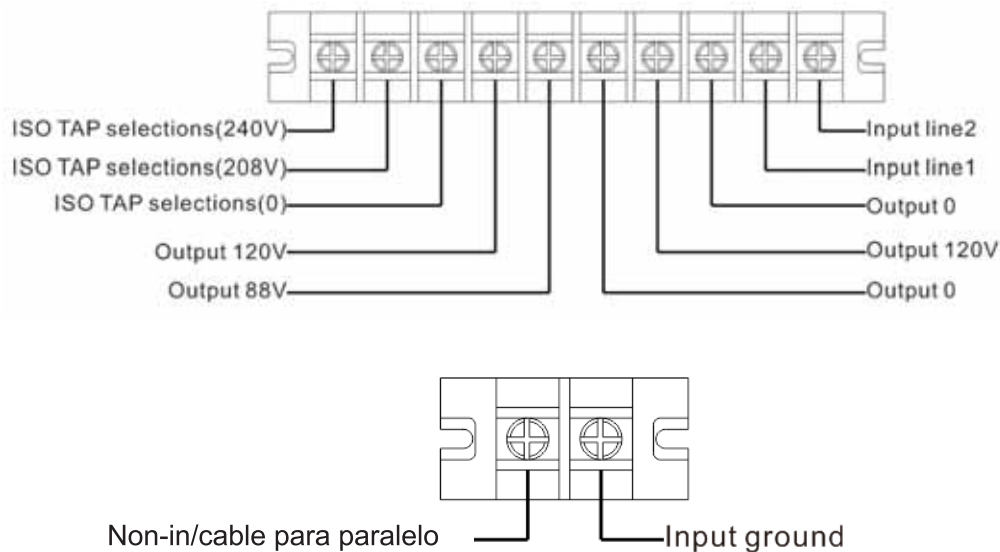 ISO TAP selections(240V)
ISO TAP selections(208V)
ISO TAP selections(0)
Output 120V
Output 88V
Input line2
Input line1
Output 0
Output 120V
Output 0
Non-in/cable para paralelo
Input ground